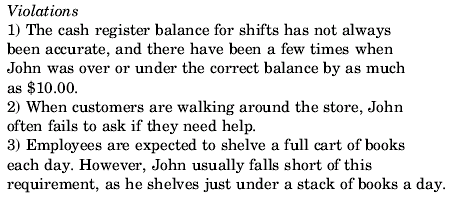 Violations
1) The cash register balance for shifts has not always
been accurate, and there have been a few times when
John was over or under the correct balance by as much
as $10.00.
2) When customers are walking around the store, John
often fails to ask if they need help.
3) Employees are expected to shelve a full cart of books
each day. However, John usually falls short of this
requirement, as he shelves just under a stack of books a day.